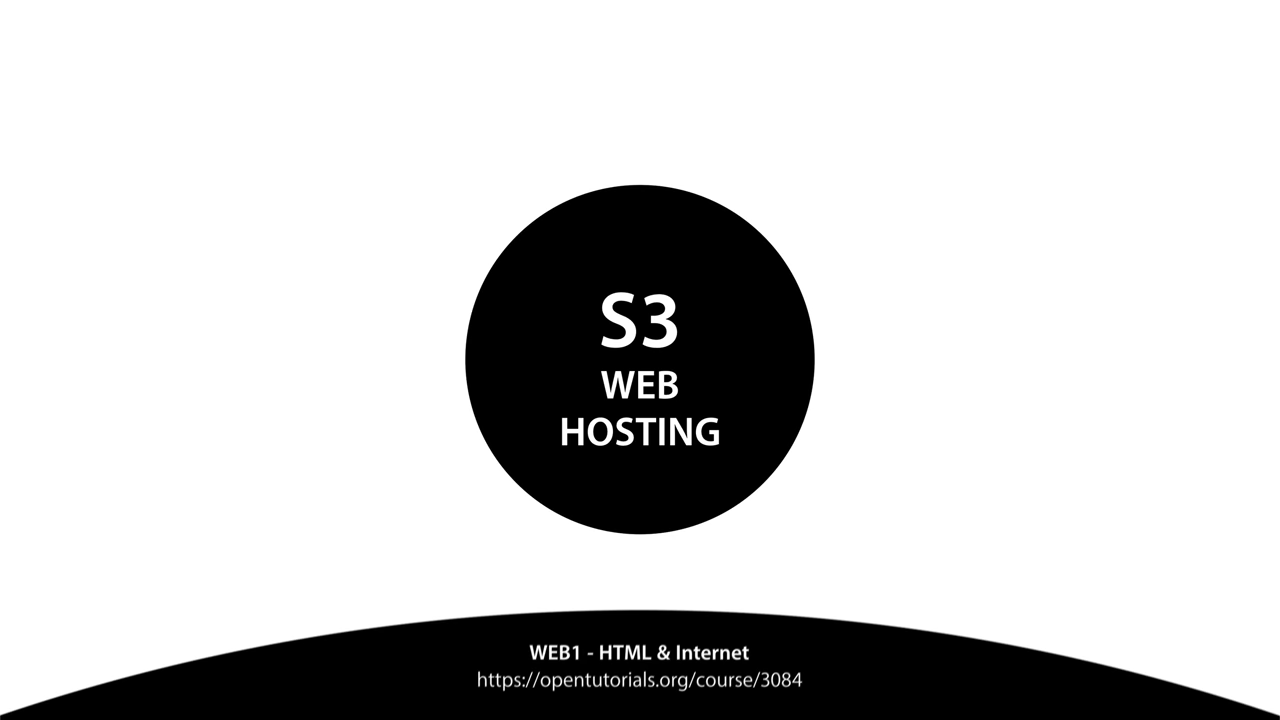 S3
WEB
HOSTING
WEB1 - HTML & Internet
https://opentutorials.org/course/3084